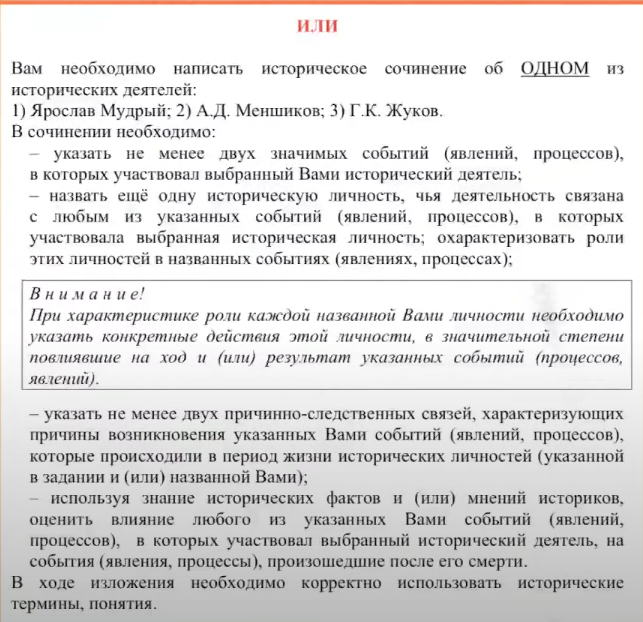 ИЛИ
Вам необходимо написать историческое сочинение об ОДНОМ из
исторических деятелей:
1) Ярослав Мудрый; 2) А.Д. Меншиков; 3) Г.К. Жуков.
В сочинении необходимо:
– указать не менее двух значимых событий (явлений, процессов),
в которых участвовал выбранный Вами исторический деятель;
– назвать ещё одну историческую личность, чья деятельность связана
с любым из указанных событий (явлений, процессов), в которых
участвовала выбранная историческая личность; охарактеризовать роли
этих личностей в названных событиях (явлениях, процессах);
Внимание!
При характеристике роли каждой названной Вами личности необходимо
указать конкретные действия этой личности, в значительной степени
повлиявшие на ход и (или) результат указанных событий (процессов,
явлений).
– указать не менее двух причинно-следственных связей, характеризующих
причины возникновения указанных Вами событий (явлений, процессов),
которые происходили в период жизни исторических личностей (указанной
в задании и (или) названной Вами);
– используя знание исторических фактов и (или) мнений историков,
оценить влияние любого из указанных Вами событий (явлений,
процессов), в которых участвовал выбранный исторический деятель, на
события (явления, процессы), произошедшие после его смерти.
В ходе изложения необходимо корректно использовать исторические
термины, понятия.